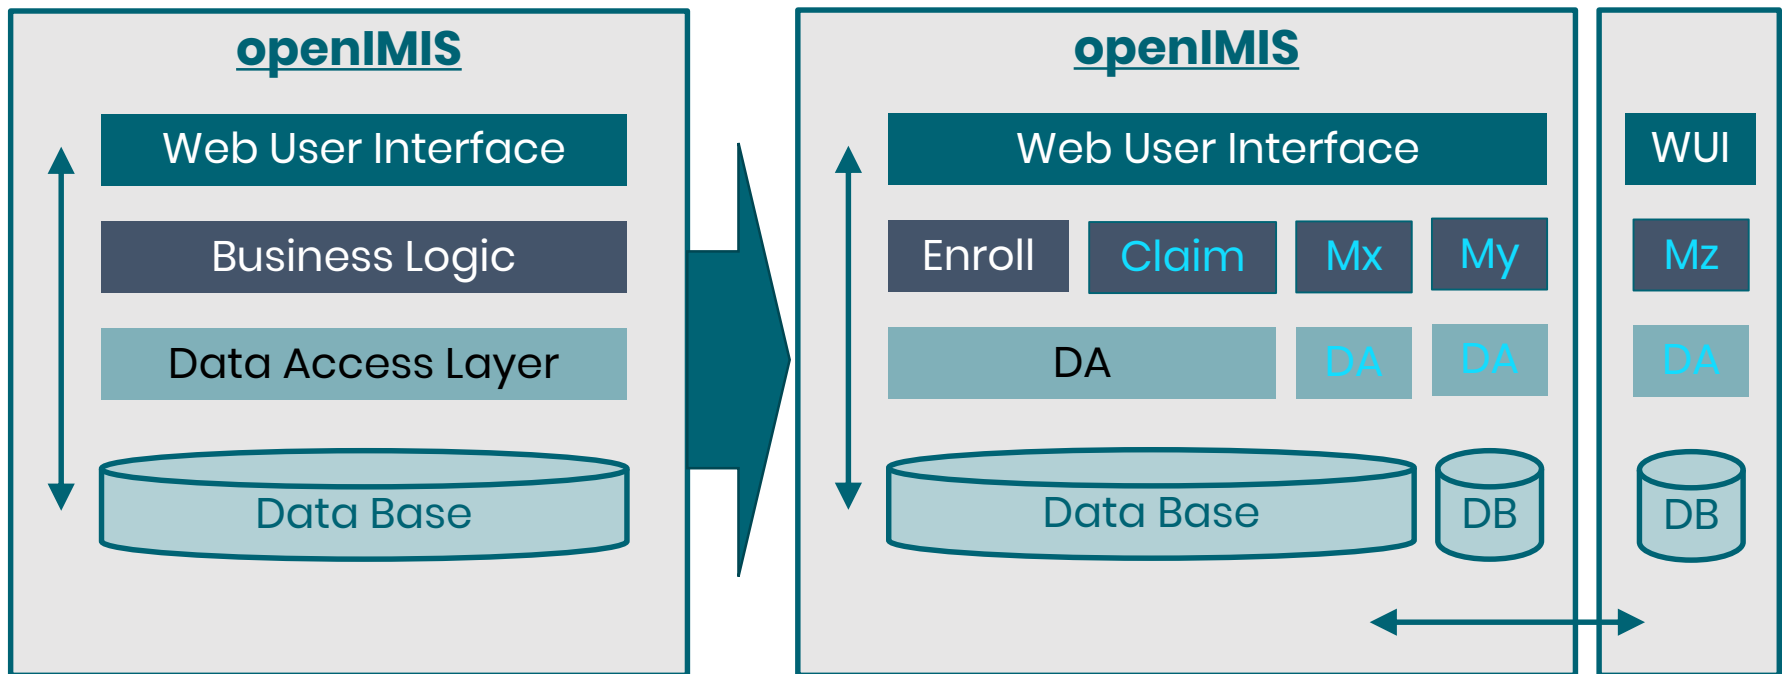 openIMIS
Web User Interface
Business Logic
Data Access Layer
Data Base
openIMIS
Web User Interface
Enroll
Claim
Mx
My
DA
DA
DA
Data Base
DB
WUI
Mz
DA
DB